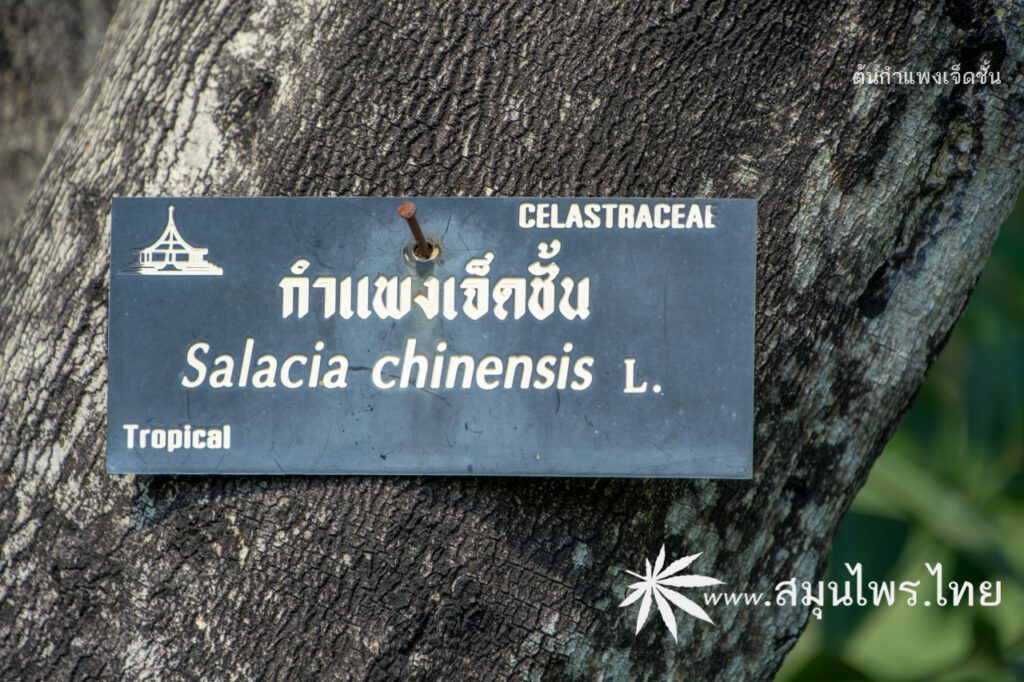 ต้นกำแพงเจ็ดชั้น
CELASTRACEAE
กำแพงเจ็ดชั้น
Salacia chinensis L.
Tropical
www.สมุนไพร.ไทย